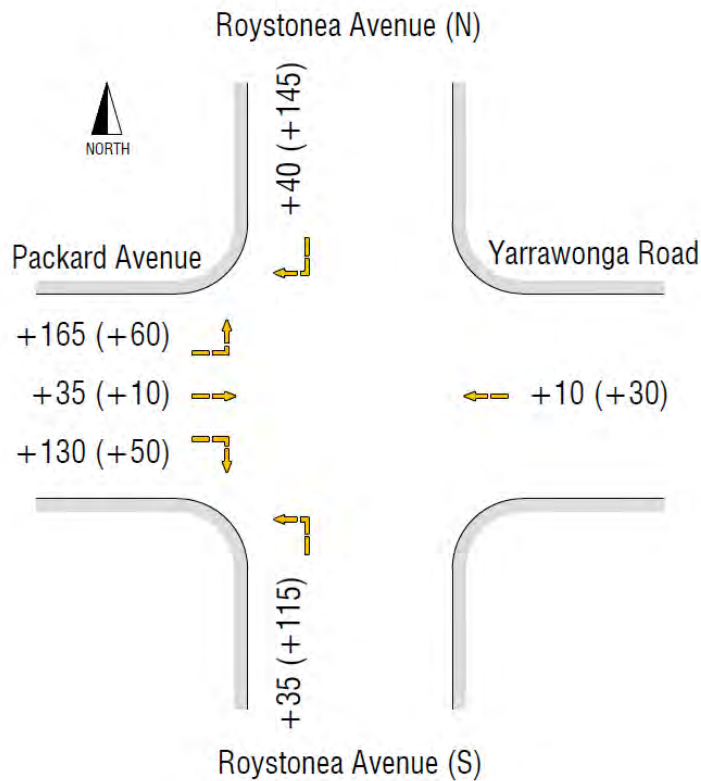 Roystonea Avenue (N)
+40 (+145)
NORTH
Packard Avenue
Yarrawonga Road
+165 (+60)
+35 (+10)
+10 (+30)
+130 (+50)
+35 (+115)
Roystonea Avenue (S)